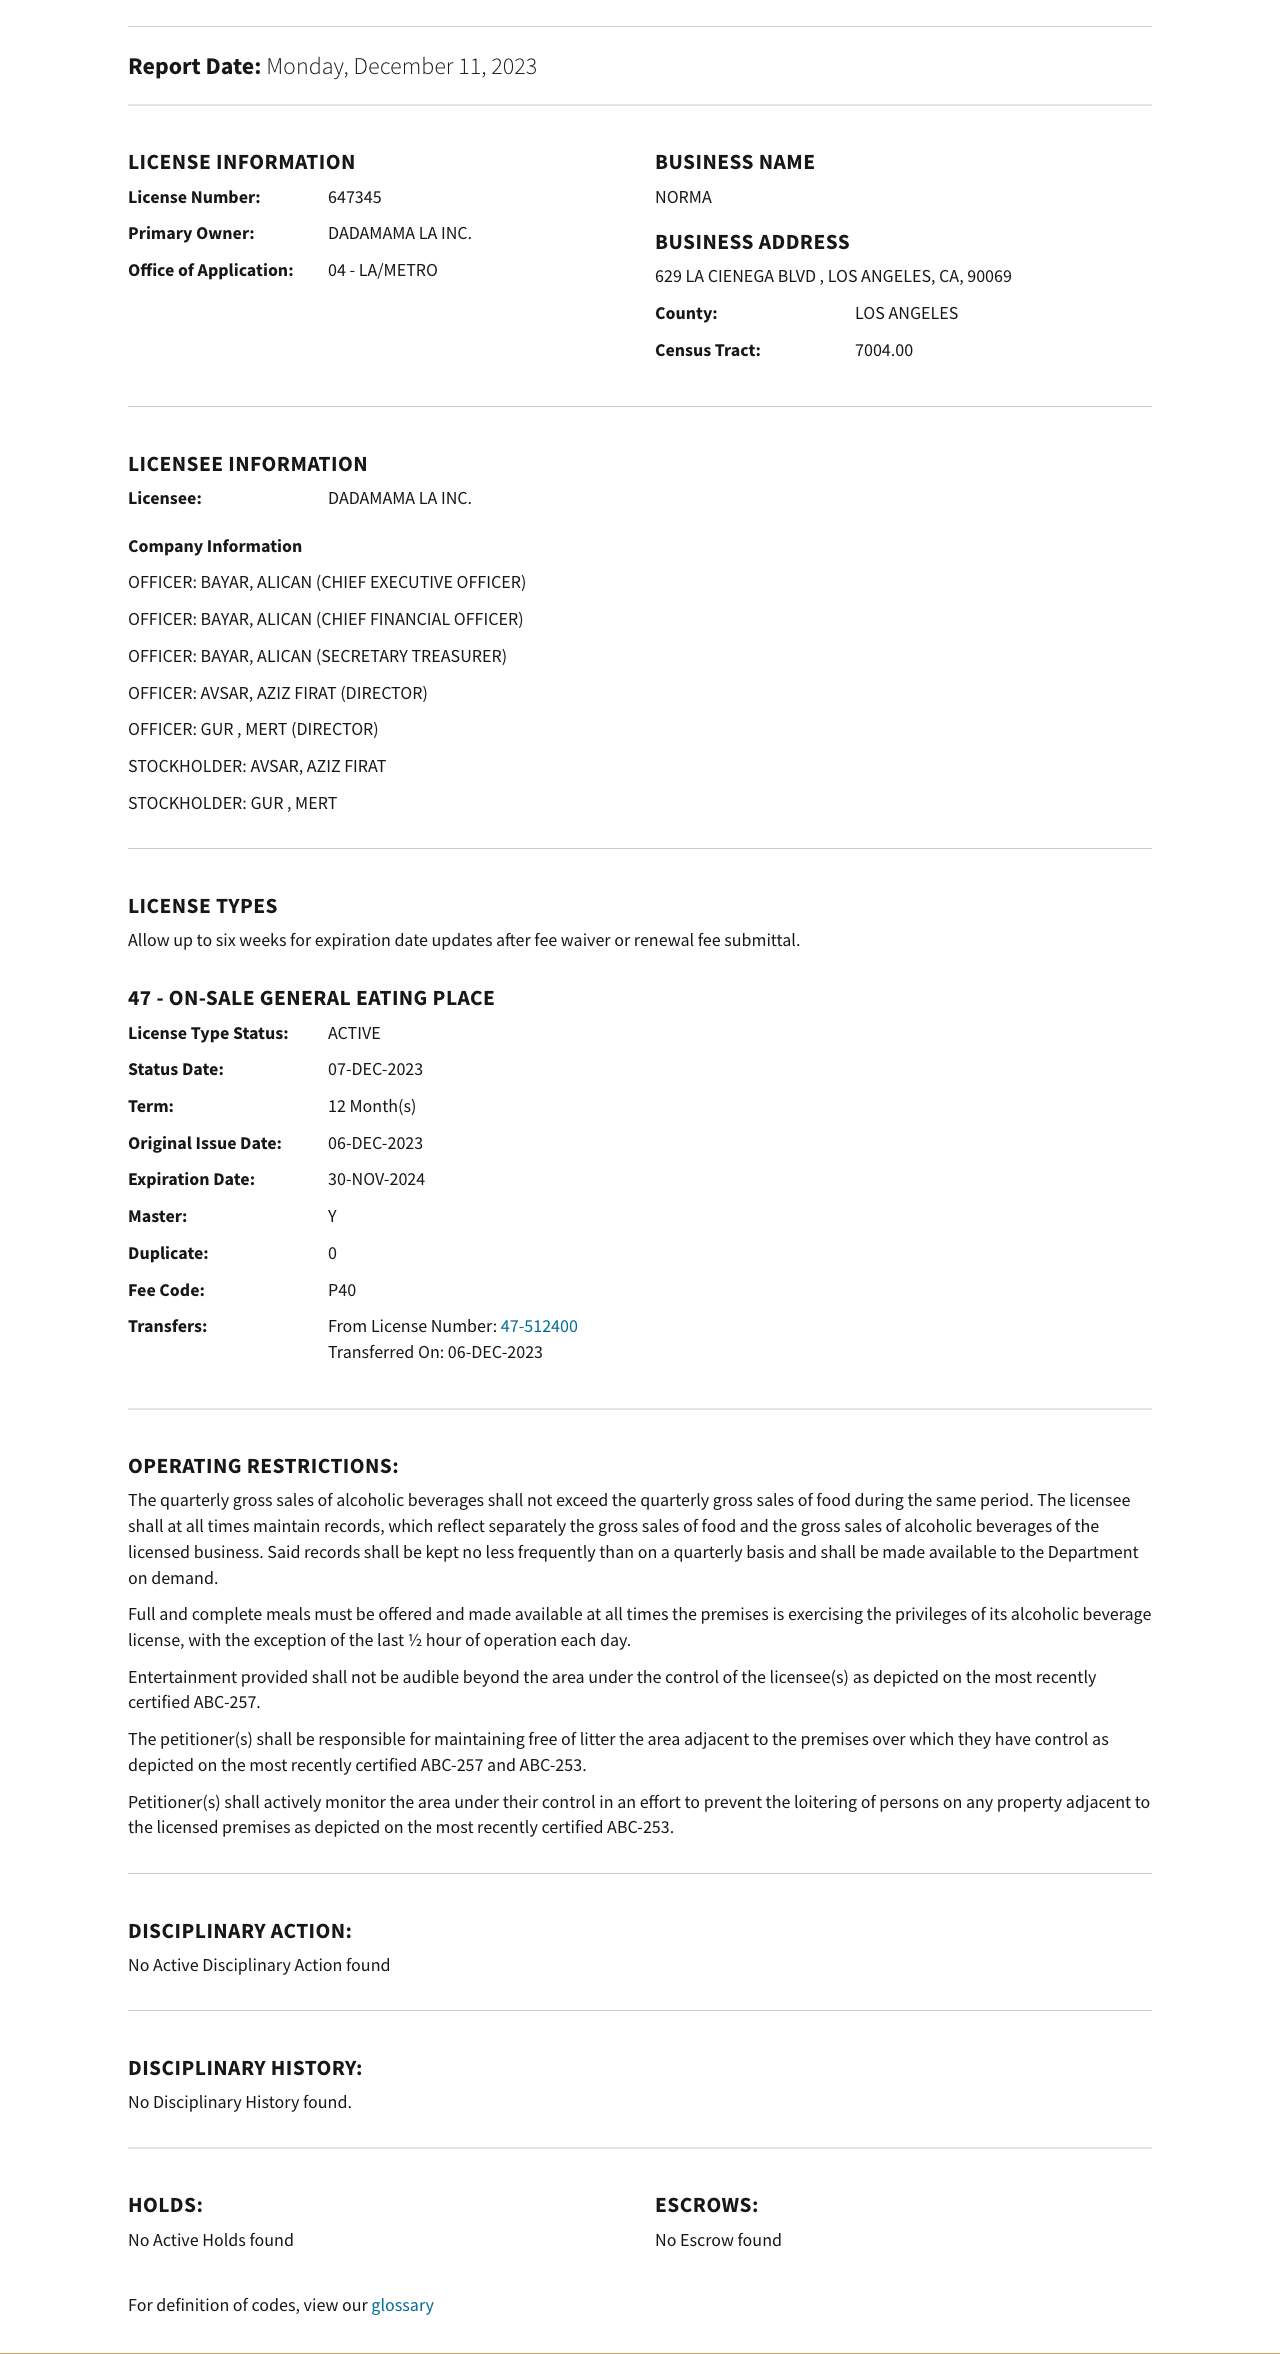 Report Date: Monday, December 11, 2023
LICENSE INFORMATION
License Number: 647345
Primary Owner: DADAMAMA LA INC.
Office of Application: 04 - LA/METRO
BUSINESS NAME
NORMA
BUSINESS ADDRESS
629 LA CIENEGA BLVD , LOS ANGELES, CA, 90069
County: LOS ANGELES
Census Tract: 7004.00
LICENSEE INFORMATION
Licensee: DADAMAMA LA INC.
Company Information
OFFICER: BAYAR, ALICAN (CHIEF EXECUTIVE OFFICER)
OFFICER: BAYAR, ALICAN (CHIEF FINANCIAL OFFICER)
OFFICER: BAYAR, ALICAN (SECRETARY TREASURER)
OFFICER: AVSAR, AZIZ FIRAT (DIRECTOR)
OFFICER: GUR , MERT (DIRECTOR)
STOCKHOLDER: AVSAR, AZIZ FIRAT
STOCKHOLDER: GUR , MERT
LICENSE TYPES
Allow up to six weeks for expiration date updates after fee waiver or renewal fee submittal.
47 - ON-SALE GENERAL EATING PLACE
License Type Status: ACTIVE
Status Date: 07-DEC-2023
Term: 12 Month(s)
Original Issue Date: 06-DEC-2023
Expiration Date: 30-NOV-2024
Master: Y
Duplicate: 0
Fee Code: P40
Transfers: From License Number: 47-512400
Transferred On: 06-DEC-2023
OPERATING RESTRICTIONS:
The quarterly gross sales of alcoholic beverages shall not exceed the quarterly gross sales of food during the same period. The licensee
shall at all times maintain records, which reflect separately the gross sales of food and the gross sales of alcoholic beverages of the
licensed business. Said records shall be kept no less frequently than on a quarterly basis and shall be made available to the Department
on demand.
Full and complete meals must be offered and made available at all times the premises is exercising the privileges of its alcoholic beverage
license, with the exception of the last ½ hour of operation each day.
Entertainment provided shall not be audible beyond the area under the control of the licensee(s) as depicted on the most recently
certified ABC-257.
The petitioner(s) shall be responsible for maintaining free of litter the area adjacent to the premises over which they have control as
depicted on the most recently certified ABC-257 and ABC-253.
Petitioner(s) shall actively monitor the area under their control in an effort to prevent the loitering of persons on any property adjacent to
the licensed premises as depicted on the most recently certified ABC-253.
DISCIPLINARY ACTION:
No Active Disciplinary Action found
DISCIPLINARY HISTORY:
No Disciplinary History found.
HOLDS:
No Active Holds found
ESCROWS:
No Escrow found
For definition of codes, view our glossary